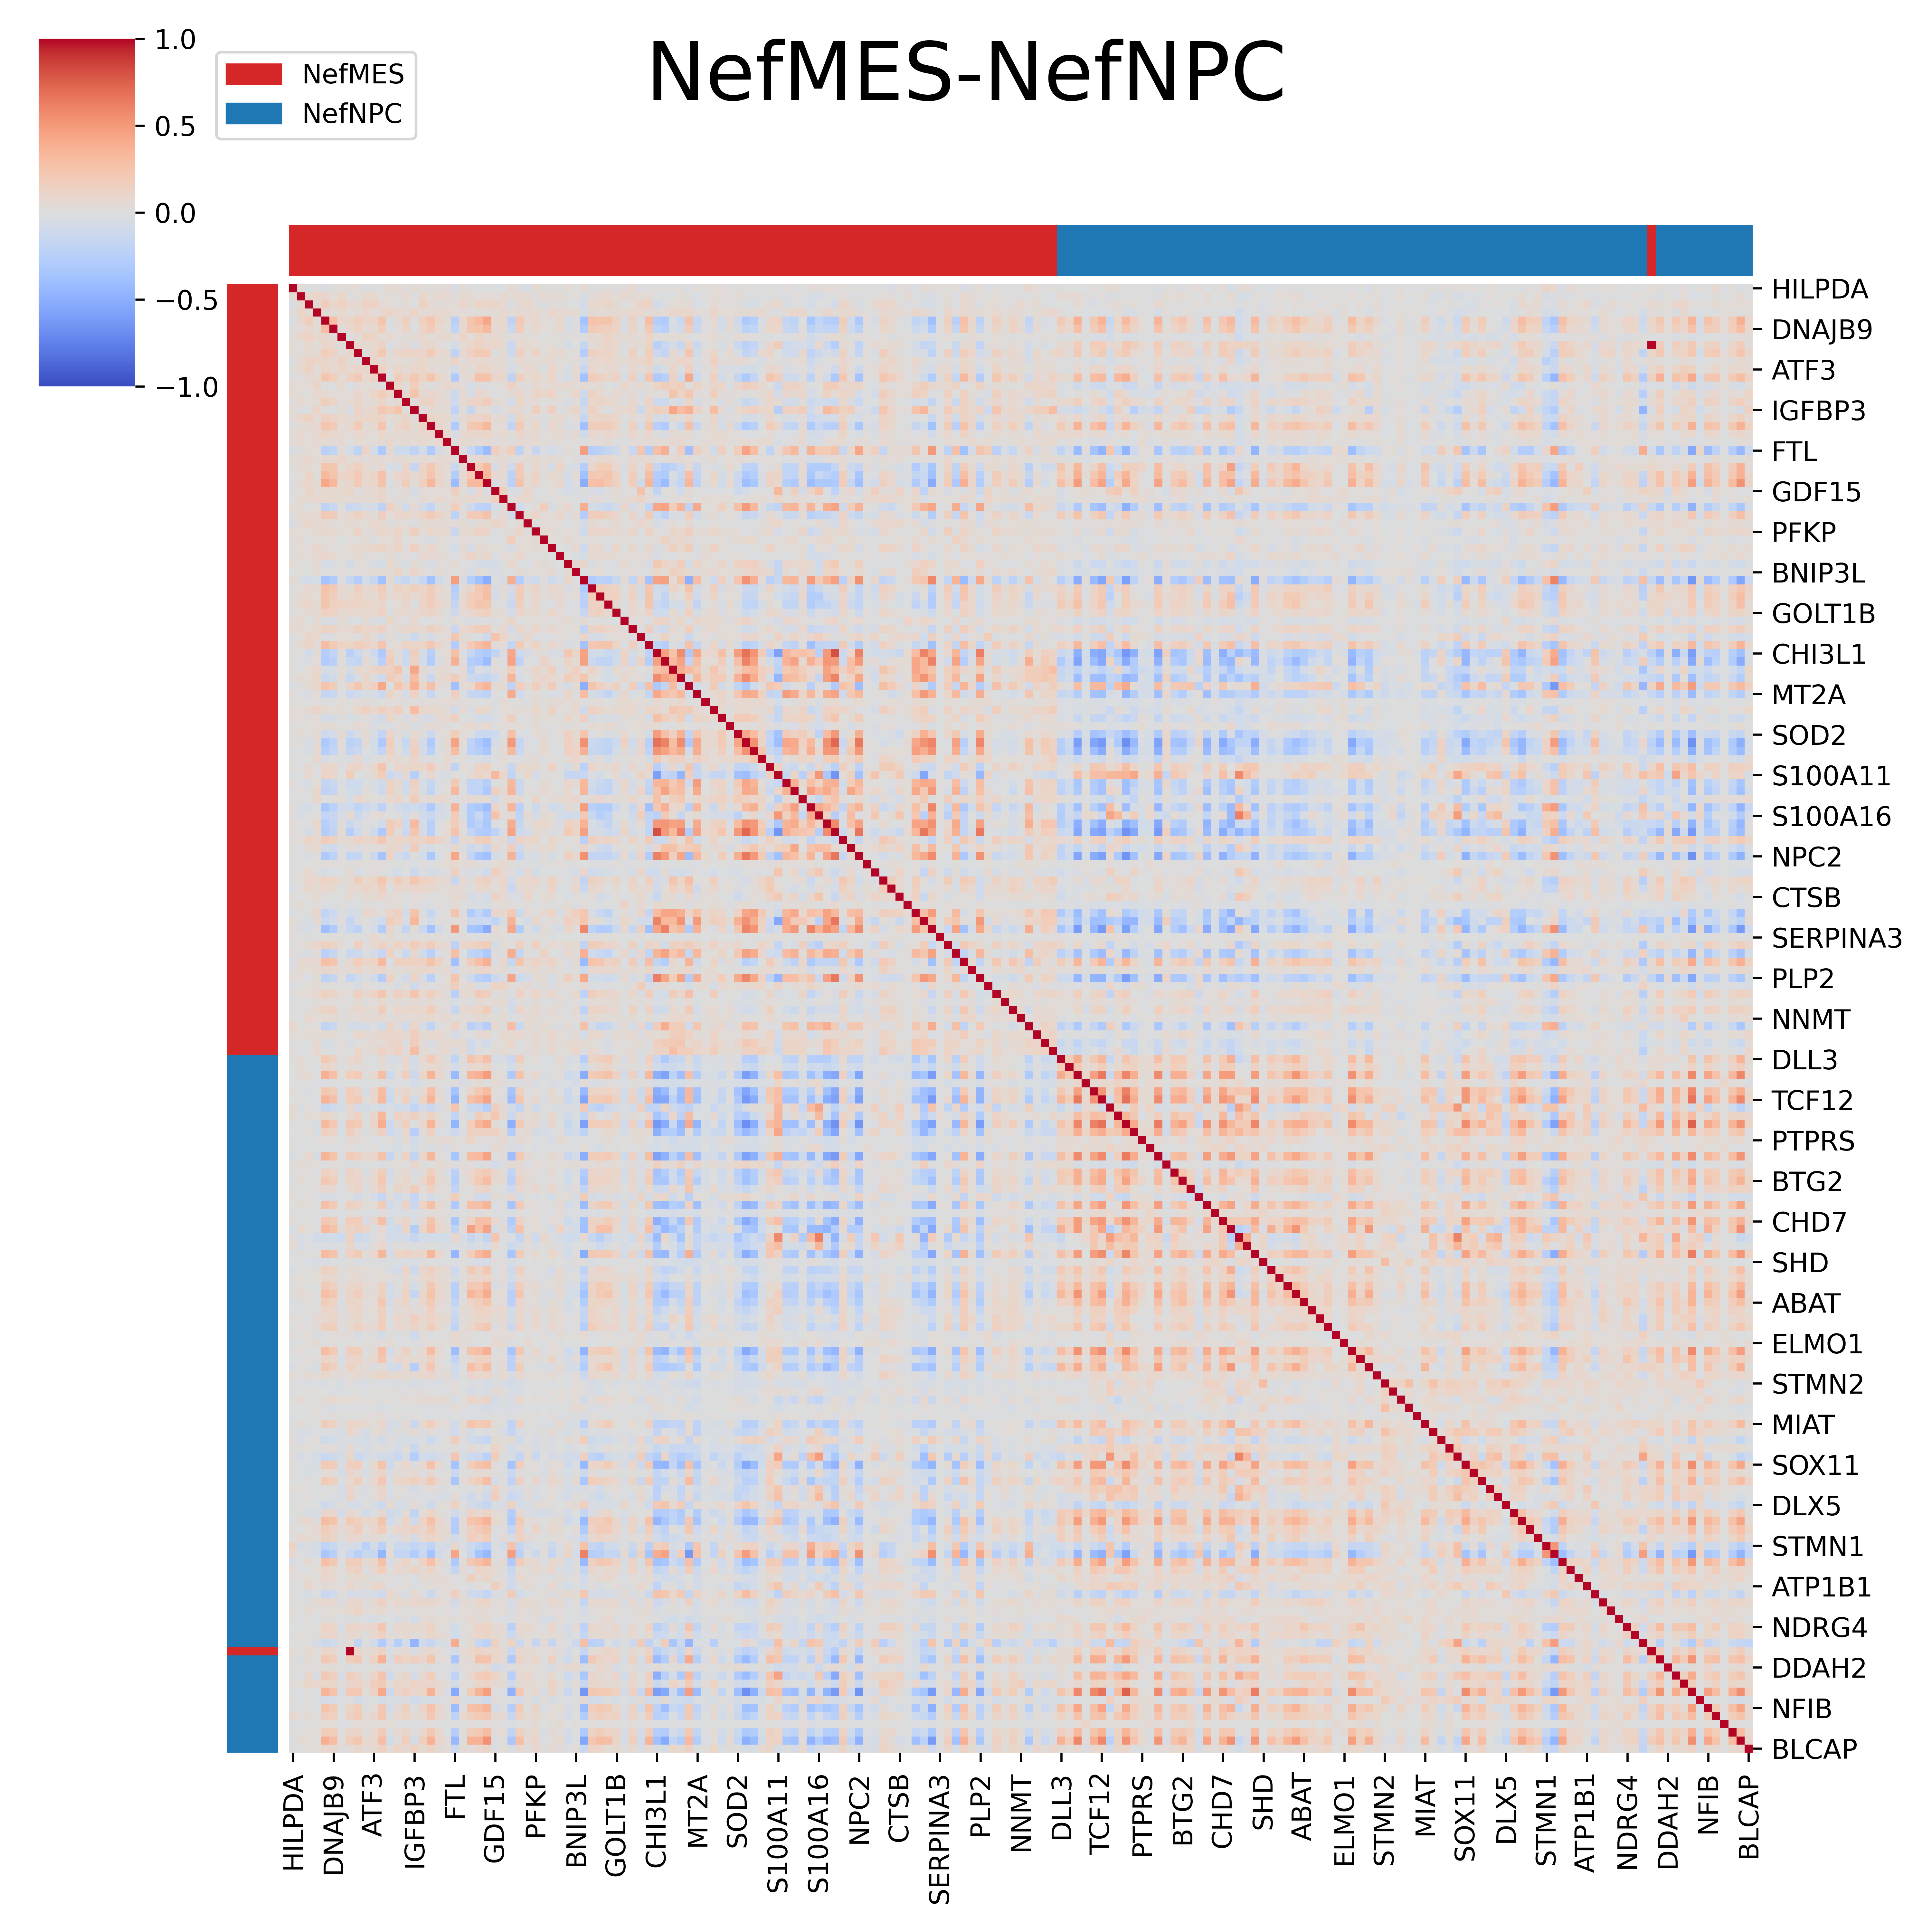 NefMES-NefNPC
1.0
0.5
0.0
−0.5
−1.0
NefMES
NefNPC
HILPDA
DNAJB9
ATF3
IGFBP3
FTL
GDF15
PFKP
BNIP3L
GOLT1B
CHI3L1
MT2A
SOD2
S100A11
S100A16
NPC2
CTSB
SERPINA3
PLP2
NNMT
DLL3
TCF12
PTPRS
BTG2
CHD7
SHD
ABAT
ELMO1
STMN2
MIAT
SOX11
DLX5
STMN1
ATP1B1
NDRG4
DDAH2
NFIB
BLCAP
HILPDA
DNAJB9
ATF3
IGFBP3
FTL
GDF15
PFKP
BNIP3L
GOLT1B
CHI3L1
MT2A
SOD2
S100A11
S100A16
NPC2
CTSB
SERPINA3
PLP2
NNMT
DLL3
TCF12
PTPRS
BTG2
CHD7
SHD
ABAT
ELMO1
STMN2
MIAT
SOX11
DLX5
STMN1
ATP1B1
NDRG4
DDAH2
NFIB
BLCAP